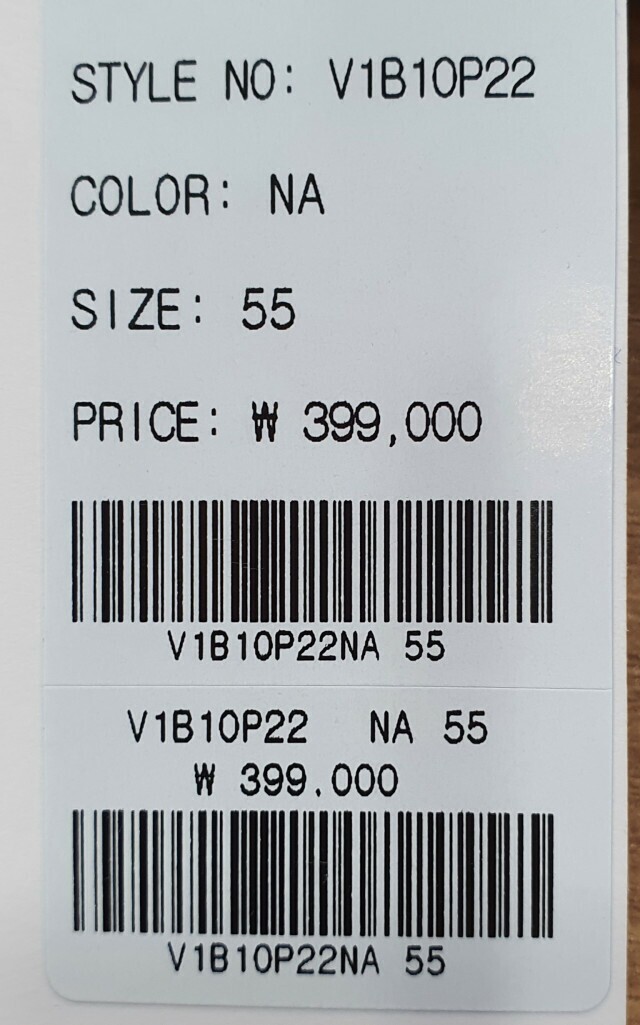 STYLE NO: V1B10P22
COLOR: NA
SIZE: 55
PRICE: ₩ 399,000
V1B10P22NA 55
V1B10P22 NA 55
₩ 399.000
V1B10P22NA 55